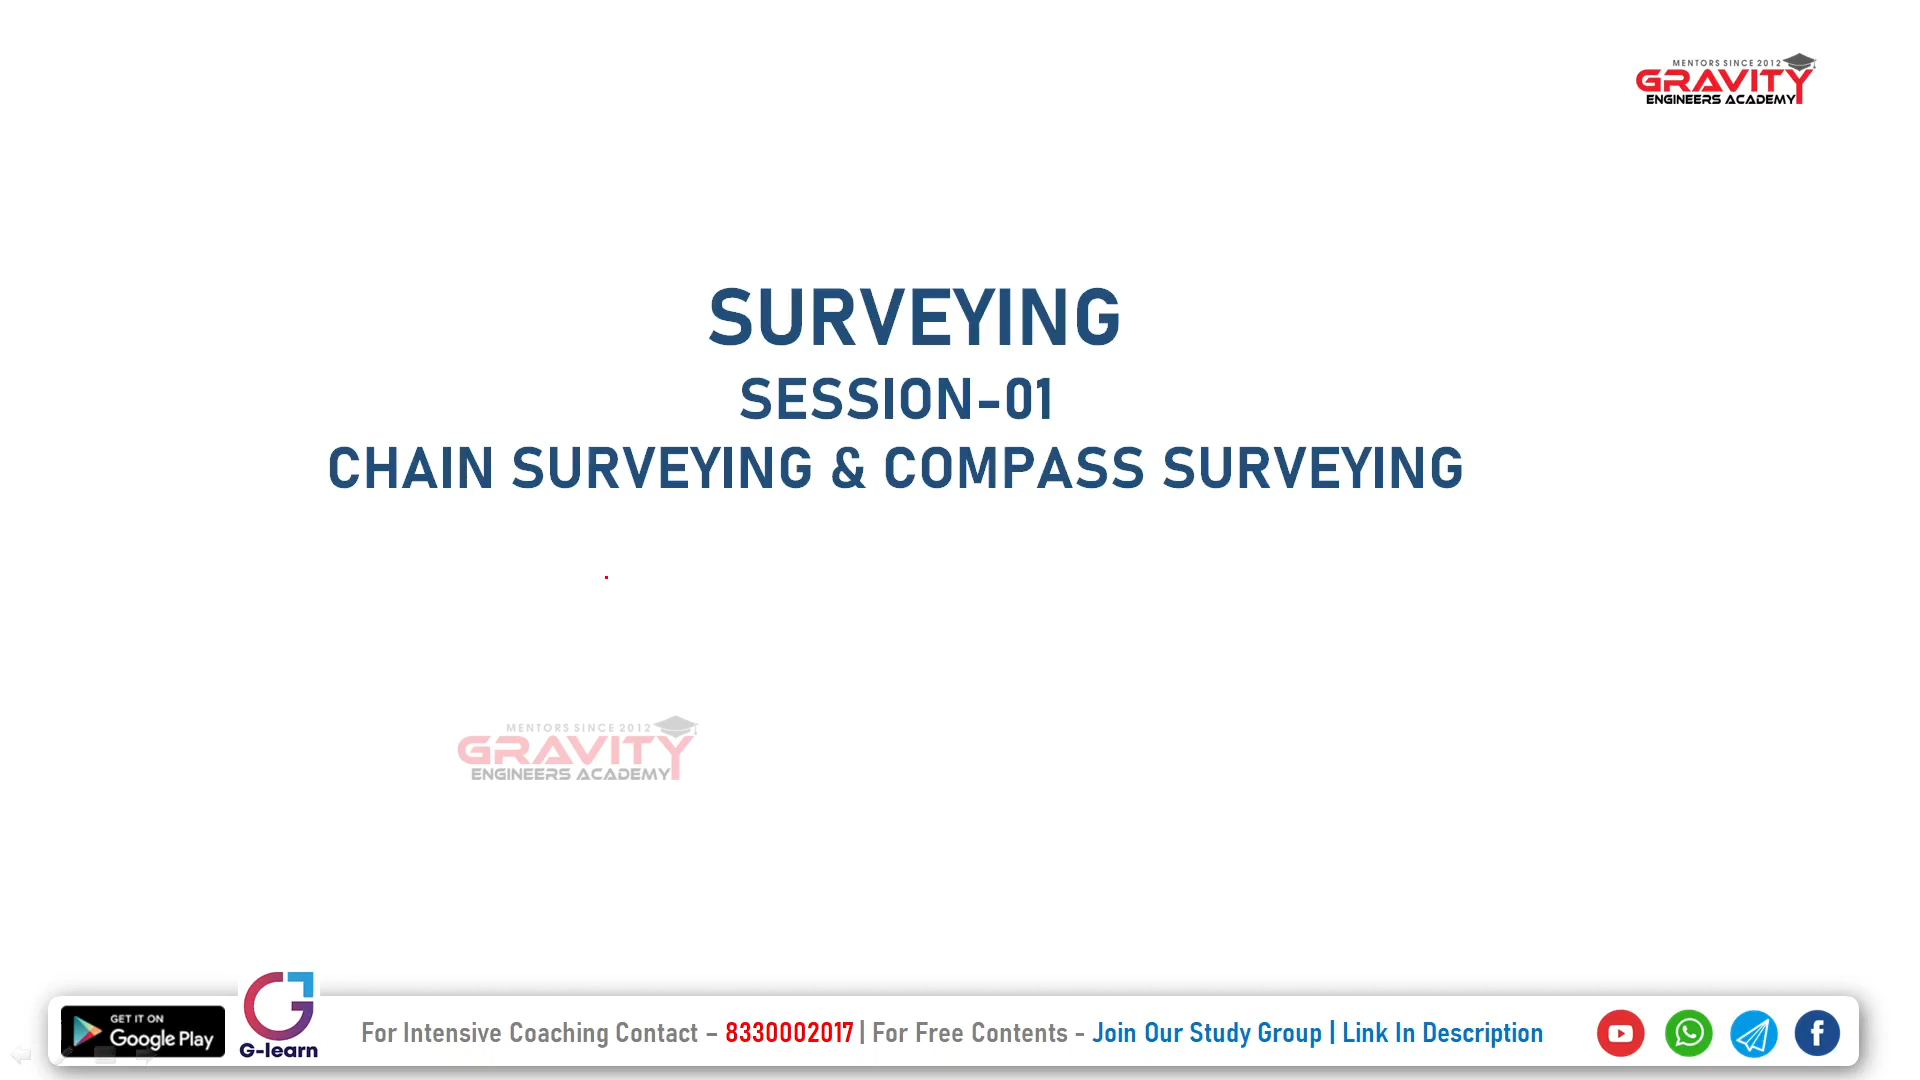 MENTORS SINCE 2012
GRAVITY
ENGINEERS ACADEMY
SURVEYING
SESSION-01
CHAIN SURVEYING & COMPASS SURVEYING
MENTORS SINCE 2012
GRAVITY
ENGINEERS ACADEMY
GET IT ON
Google Play
G-learn
For Intensive Coaching Contact – 8330002017 | For Free Contents - Join Our Study Group | Link In Description